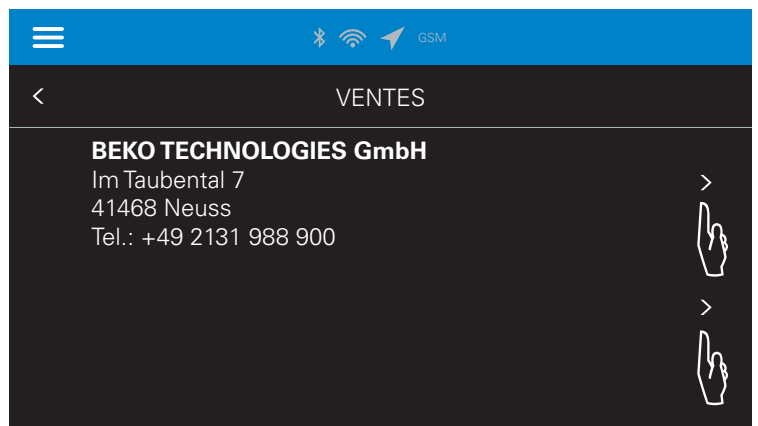 GSM
VENTES
BEKO TECHNOLOGIES GmbH
Im Taubental 7
41468 Neuss
Tel.: +49 2131 988 900